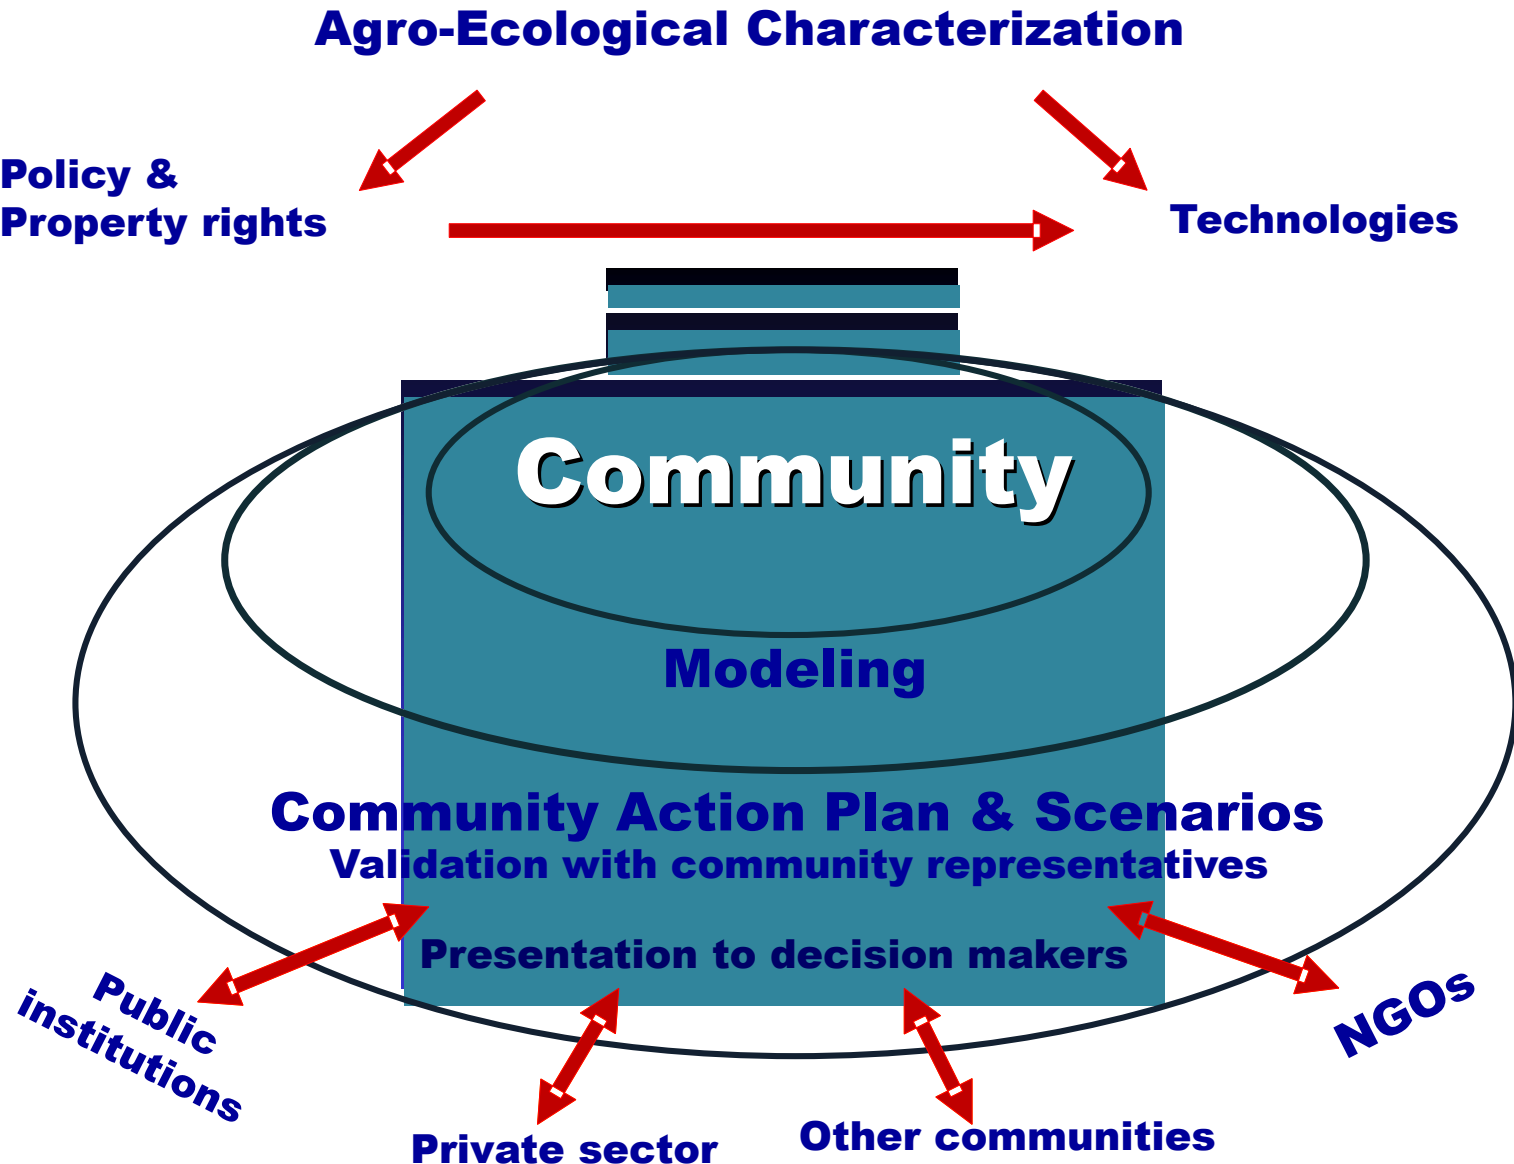 Agro-Ecological Characterization
Policy &
Property rights
Technologies
Community
Modeling
Community Action Plan & Scenarios
Validation with community representatives
Presentation to decision makers
Public
institutions
NGOs
Private sector
Other communities